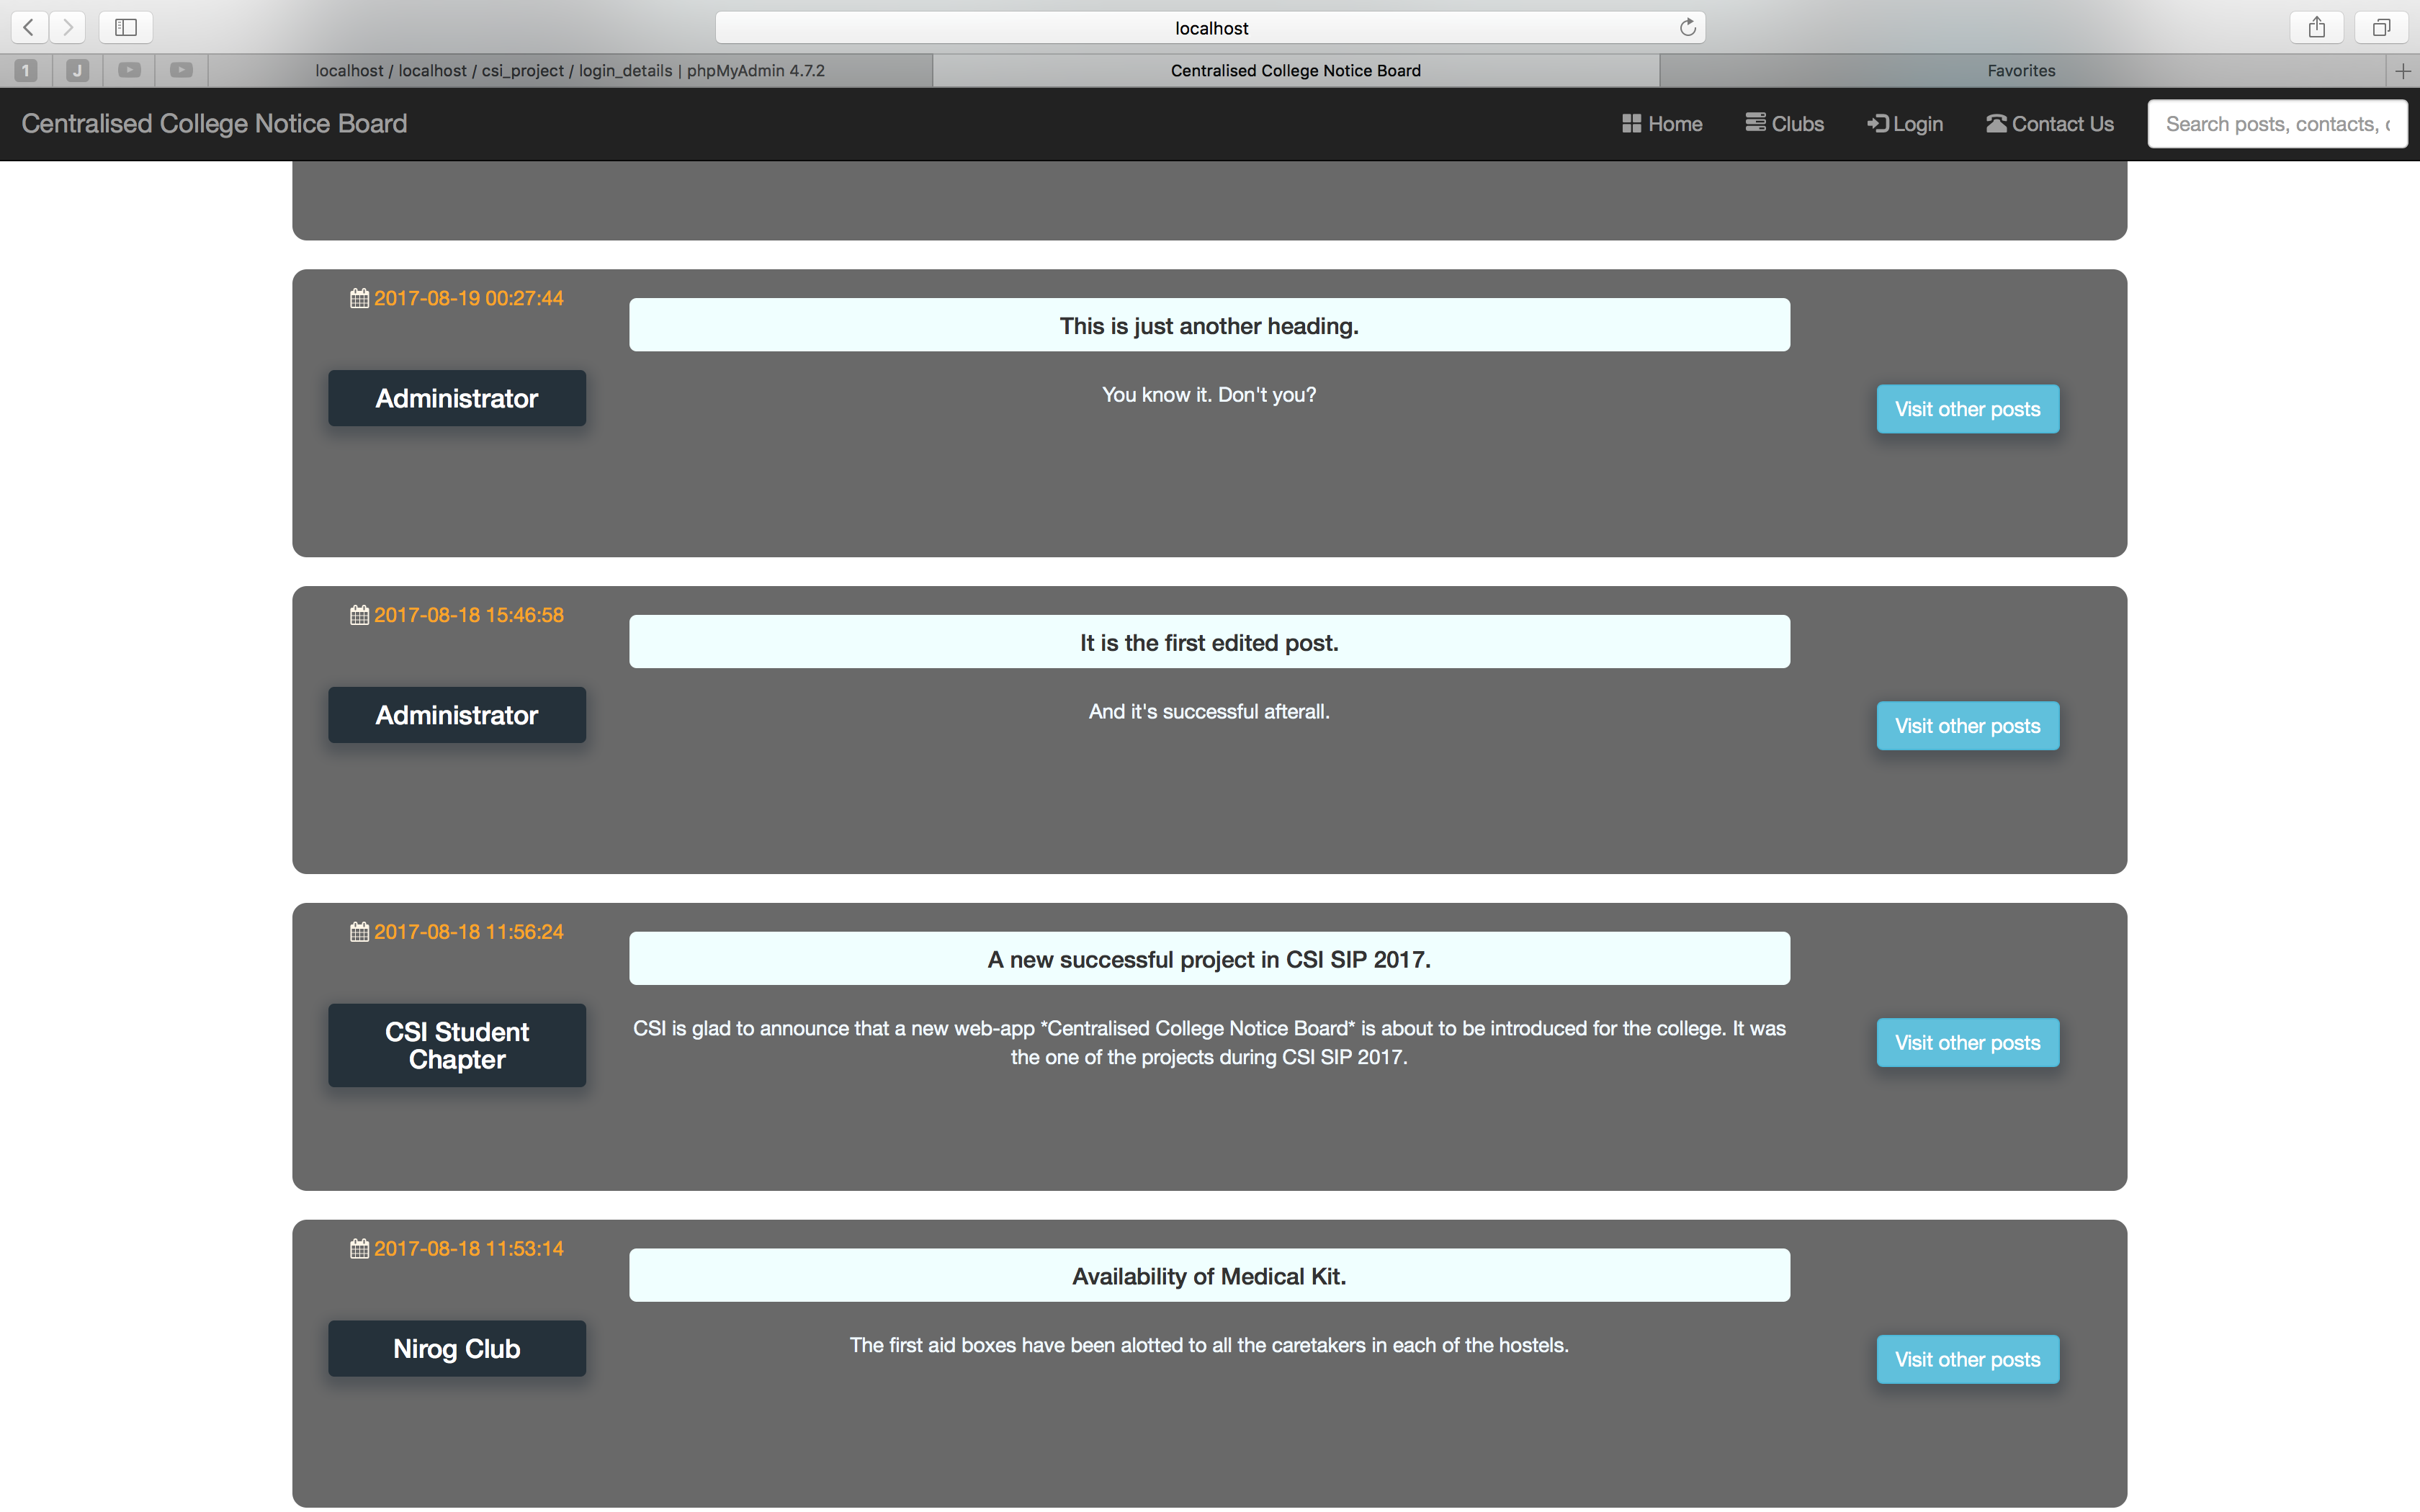 localhost
1
J
localhost / localhost / csi_project / login_details | phpMyAdmin 4.7.2
Centralised College Notice Board
Favorites
Centralised College Notice Board
Home
Clubs
Login
Contact Us
Search posts, contacts, c
2017-08-19 00:27:44
This is just another heading.
Administrator
You know it. Don't you?
Visit other posts
2017-08-18 15:46:58
It is the first edited post.
Administrator
And it's successful afterall.
Visit other posts
2017-08-18 11:56:24
A new successful project in CSI SIP 2017.
CSI Student
Chapter
CSI is glad to announce that a new web-app *Centralised College Notice Board* is about to be introduced for the college. It was
the one of the projects during CSI SIP 2017.
Visit other posts
2017-08-18 11:53:14
Availability of Medical Kit.
Nirog Club
The first aid boxes have been alotted to all the caretakers in each of the hostels.
Visit other posts